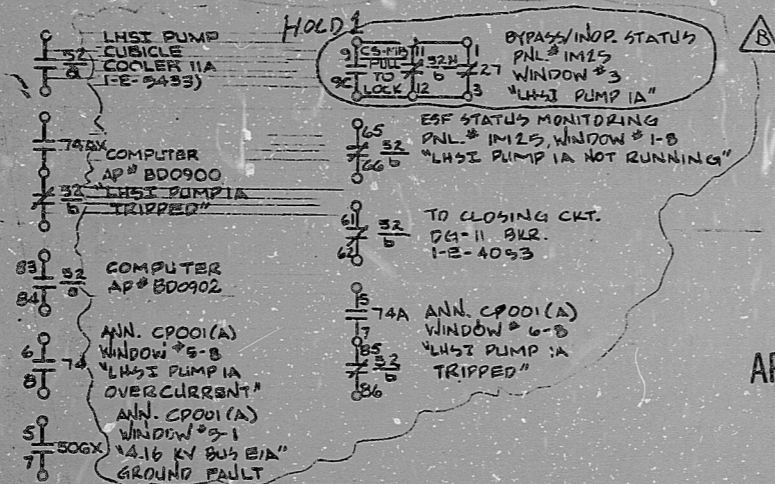 HOLD 1
LHSI PUMP
CUBICLE
COOLER 11A
1-E-9433)
52
a
74AX
COMPUTER
AP# BD0900
"LHSI PUMP 1A
TRIPPED"
52
b
83
84
52
a
COMPUTER
AP# BD0902
6
8
74
ANN. CP001(A)
WINDOW #5-8
"LHSI PUMP 1A
OVERCURRENT"
5
7
50GX
ANN. CP001(A)
WINDOW #9-1
"4.16 KV BUS E1A"
GROUND FAULT
9
9C
CS-MB
PULL
TO
LOCK
11
12
52H
b
1
3
27
BYPASS/INOP. STATUS
PNL.# 1M25
WINDOW #3
"LHSI PUMP 1A"
B
65
66
52
b
ESF STATUS MONITORING
PNL.# 1M25, WINDOW # 1-8
"LHSI PUMP 1A NOT RUNNING"
61
62
52
b
TO CLOSING CKT.
DG-11 BKR.
1-E-4053
5
7
74A
85
86
52
b
ANN. CP001(A)
WINDOW # 6-8
"LHSI PUMP 1A
TRIPPED"